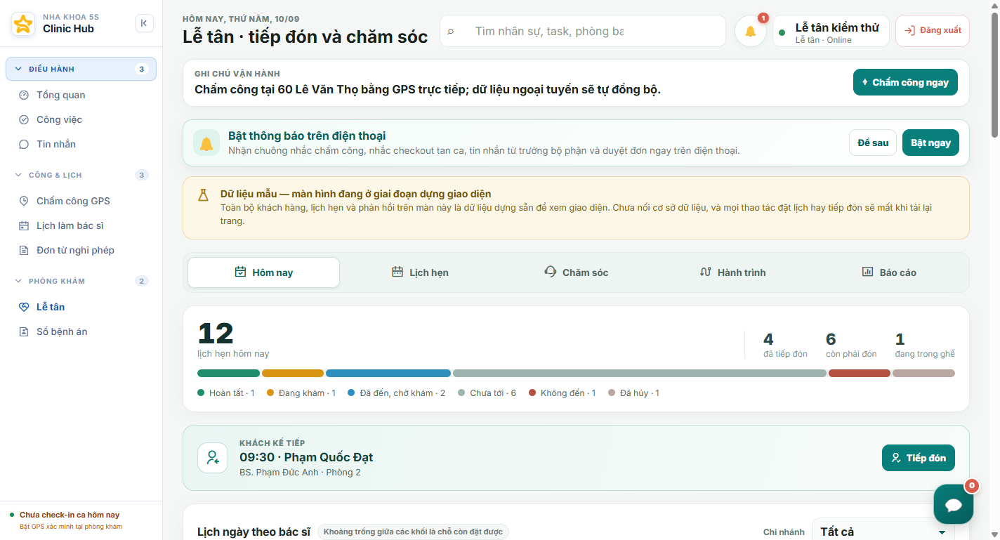 NHA KHOA 5S
Clinic Hub
ĐIỀU HÀNH 3
Tổng quan
Công việc
Tin nhắn
CÔNG & LỊCH 3
Chấm công GPS
Lịch làm bác sĩ
Đơn từ nghỉ phép
PHÒNG KHÁM 2
Lễ tân
Sổ bệnh án
Chưa check-in ca hôm nay
Bật GPS xác minh tại phòng khám
HÔM NAY, THỨ NĂM, 10/09
Lễ tân · tiếp đón và chăm sóc
Tìm nhân sự, task, phòng ba
1
Lễ tân kiểm thử
Lễ tân · Online
Đăng xuất
GHI CHÚ VẬN HÀNH
Chấm công tại 60 Lê Văn Thọ bằng GPS trực tiếp; dữ liệu ngoại tuyến sẽ tự đồng bộ.
Chấm công ngay
Bật thông báo trên điện thoại
Nhận chuông nhắc chấm công, nhắc checkout tan ca, tin nhắn từ trưởng bộ phận và duyệt đơn ngay trên điện thoại.
Để sau
Bật ngay
Dữ liệu mẫu — màn hình đang ở giai đoạn dựng giao diện
Toàn bộ khách hàng, lịch hẹn và phản hồi trên màn này là dữ liệu dựng sẵn để xem giao diện. Chưa nối cơ sở dữ liệu, và mọi thao tác đặt lịch hay tiếp đón sẽ mất khi tải lại
trang.
Hôm nay
Lịch hẹn
Chăm sóc
Hành trình
Báo cáo
12
lịch hẹn hôm nay
4
đã tiếp đón
6
còn phải đón
1
đang trong ghế
Hoàn tất · 1
Đang khám · 1
Đã đến, chờ khám · 2
Chưa tới · 6
Không đến · 1
Đã hủy · 1
KHÁCH KẾ TIẾP
09:30 · Phạm Quốc Đạt
BS. Phạm Đức Anh · Phòng 2
Tiếp đón
0
Lịch ngày theo bác sĩ
Khoảng trống giữa các khối là chỗ còn đặt được
Chi nhánh
Tất cả